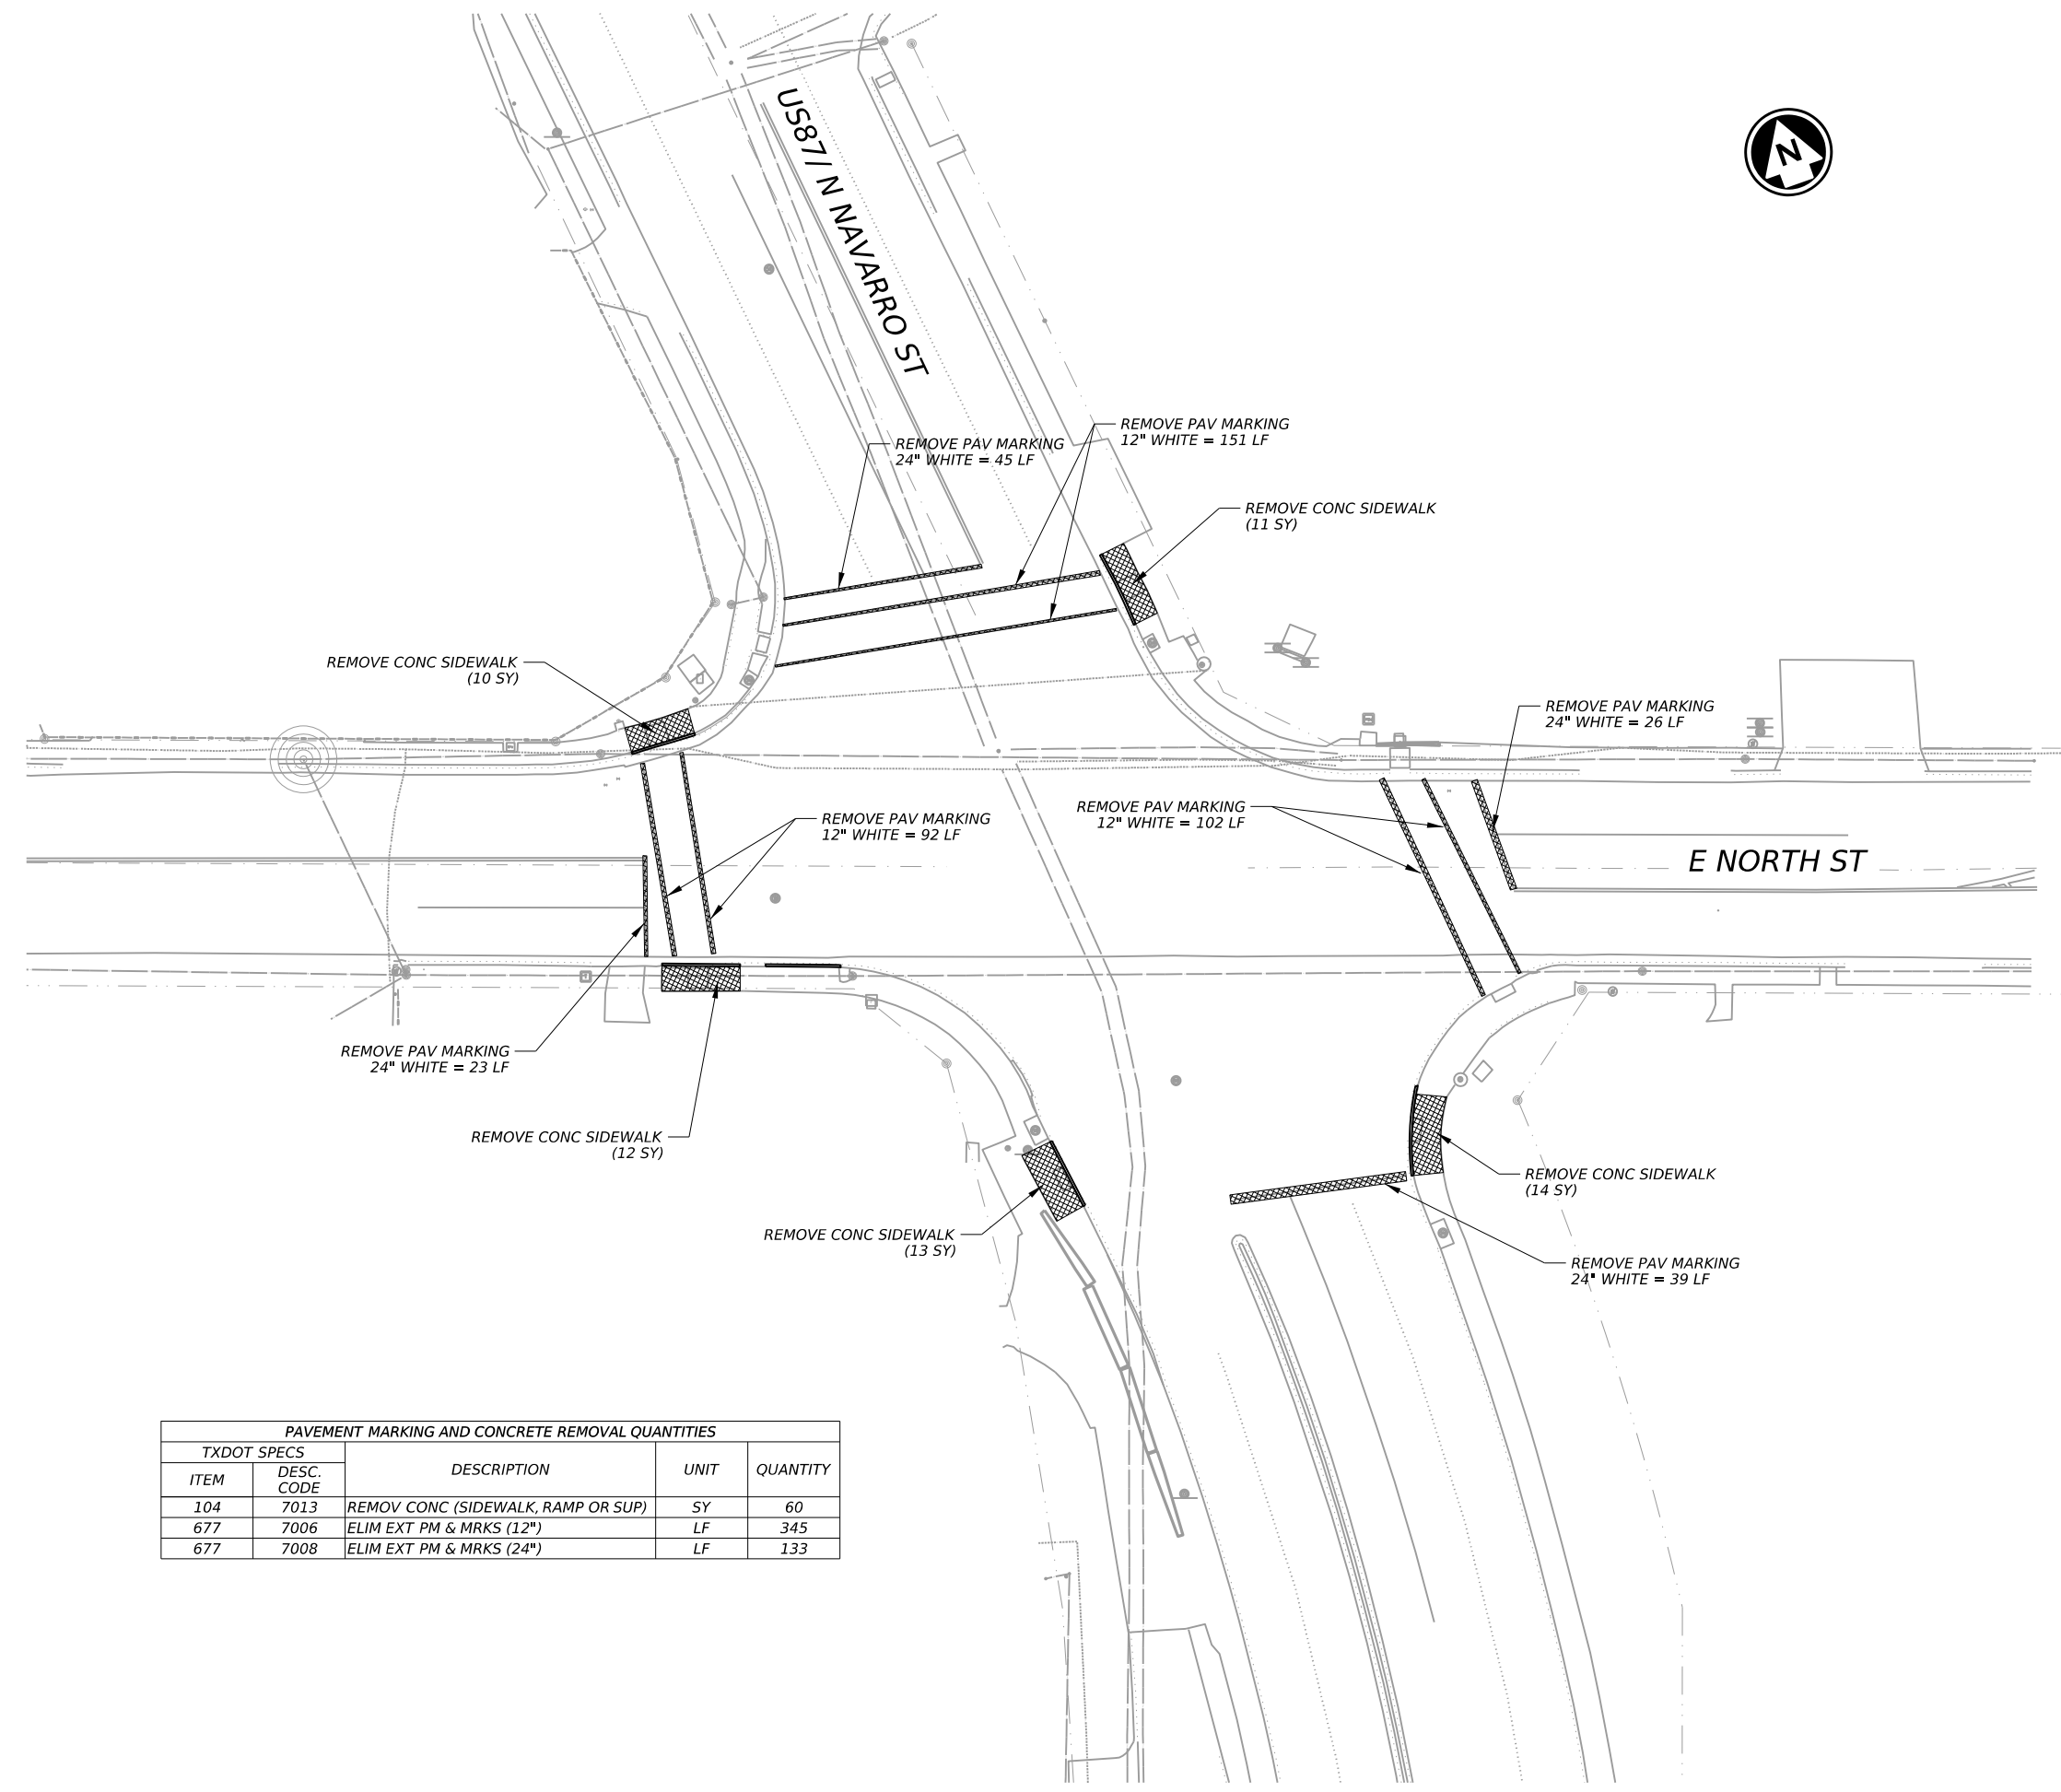 N
US87/ N NAVARRO ST
REMOVE PAV MARKING
12" WHITE = 151 LF
REMOVE PAV MARKING
24" WHITE = 45 LF
REMOVE CONC SIDEWALK
(11 SY)
REMOVE CONC SIDEWALK
(10 SY)
REMOVE PAV MARKING
24" WHITE = 26 LF
REMOVE PAV MARKING
12" WHITE = 102 LF
REMOVE PAV MARKING
12" WHITE = 92 LF
E NORTH ST
REMOVE PAV MARKING
24" WHITE = 23 LF
REMOVE CONC SIDEWALK
(12 SY)
REMOVE CONC SIDEWALK
(14 SY)
REMOVE CONC SIDEWALK
(13 SY)
REMOVE PAV MARKING
24" WHITE = 39 LF
PAVEMENT MARKING AND CONCRETE REMOVAL QUANTITIES
TXDOT SPECS
ITEM
DESC.
CODE
DESCRIPTION
UNIT
QUANTITY
104 7013 REMOV CONC (SIDEWALK, RAMP OR SUP) SY 60
677 7006 ELIM EXT PM & MRKS (12") LF 345
677 7008 ELIM EXT PM & MRKS (24") LF 133